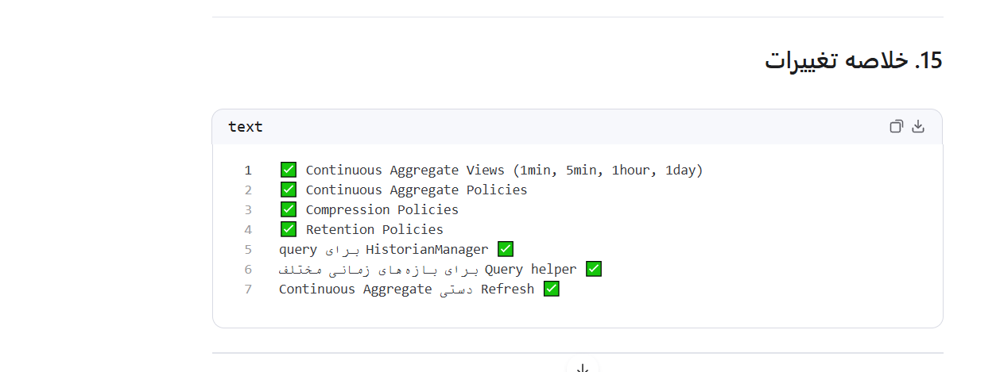 15. خلاصه تغییرات
text
1 ✅ Continuous Aggregate Views (1min, 5min, 1hour, 1day)
2 ✅ Continuous Aggregate Policies
3 ✅ Compression Policies
4 ✅ Retention Policies
5 ✅ HistorianManager برای query
6 ✅ Query helper برای بازه‌های زمانی مختلف
7 ✅ Refresh دستی Continuous Aggregate